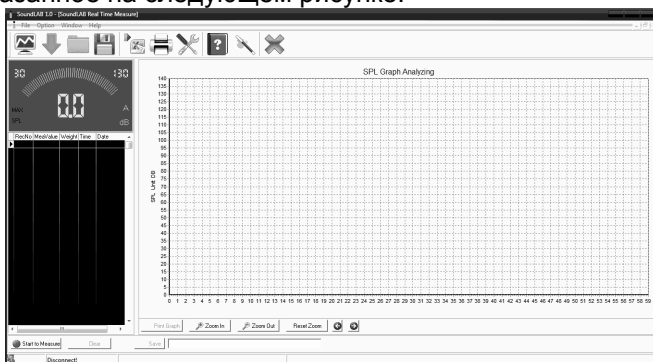 азанное на следующем рисунке:
SoundLAB 1.0 - [SoundLAB Real Time Measure]
File Option Window Help
30 130
0.0
MAX A
SPL dB
RecNo MeasValue Weight Time Date
SPL Graph Analyzing
SPL Unit DB
140
135
130
125
120
115
110
105
100
95
90
85
80
75
70
65
60
55
50
45
40
35
30
25
20
15
10
5
0
0 1 2 3 4 5 6 7 8 9 10 11 12 13 14 15 16 17 18 19 20 21 22 23 24 25 26 27 28 29 30 31 32 33 34 35 36 37 38 39 40 41 42 43 44 45 46 47 48 49 50 51 52 53 54 55 56 57 58 59
Print Graph Zoom In Zoom Out Reset Zoom
Start to Measure Save
Disconnect!